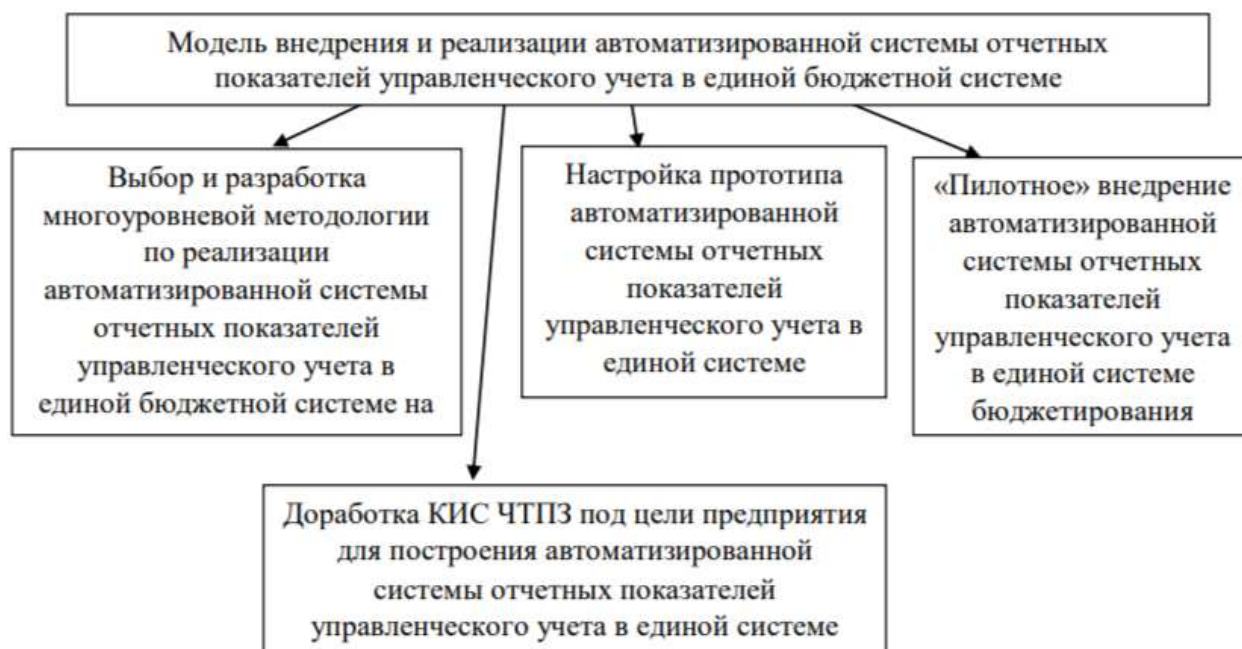 Модель внедрения и реализации автоматизированной системы отчетных
показателей управленческого учета в единой бюджетной системе
Выбор и разработка
многоуровневой методологии
по реализации
автоматизированной системы
отчетных показателей
управленческого учета в
единой бюджетной системе на
Настройка прототипа
автоматизированной
системы отчетных
показателей
управленческого учета в
единой системе
«Пилотное» внедрение
автоматизированной
системы отчетных
показателей
управленческого учета
в единой системе
бюджетирования
Доработка КИС ЧТПЗ под цели предприятия
для построения автоматизированной
системы отчетных показателей
управленческого учета в единой системе